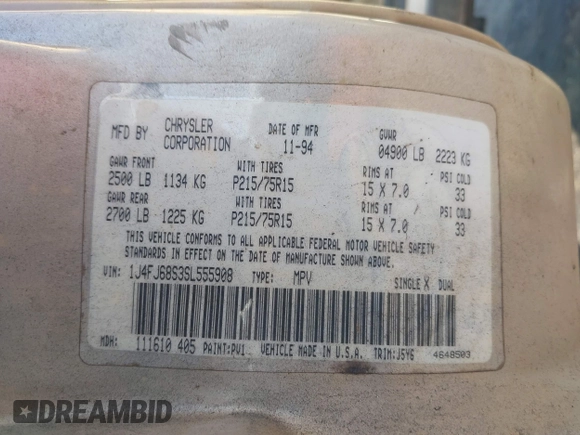 MFD BY CHRYSLER CORPORATION DATE OF MFR 11-94 GVWR 04900 LB 2223 KG
GAWR FRONT WITH TIRES RIMS AT PSI COLD
2500 LB 1134 KG P215/75R15 15 X 7.0 33
GAWR REAR WITH TIRES RIMS AT PSI COLD
2700 LB 1225 KG P215/75R15 15 X 7.0 33
THIS VEHICLE CONFORMS TO ALL APPLICABLE FEDERAL MOTOR VEHICLE SAFETY
STANDARDS IN EFFECT ON THE DATE OF MANUFACTURE SHOWN ABOVE.
VIN: 1J4FJ68S3SL555908 TYPE: MPV SINGLE X DUAL
MDH: 111610 405 PAINT:PV1 VEHICLE MADE IN U.S.A. TRIM:J5Y6 4648503
DREAMBID